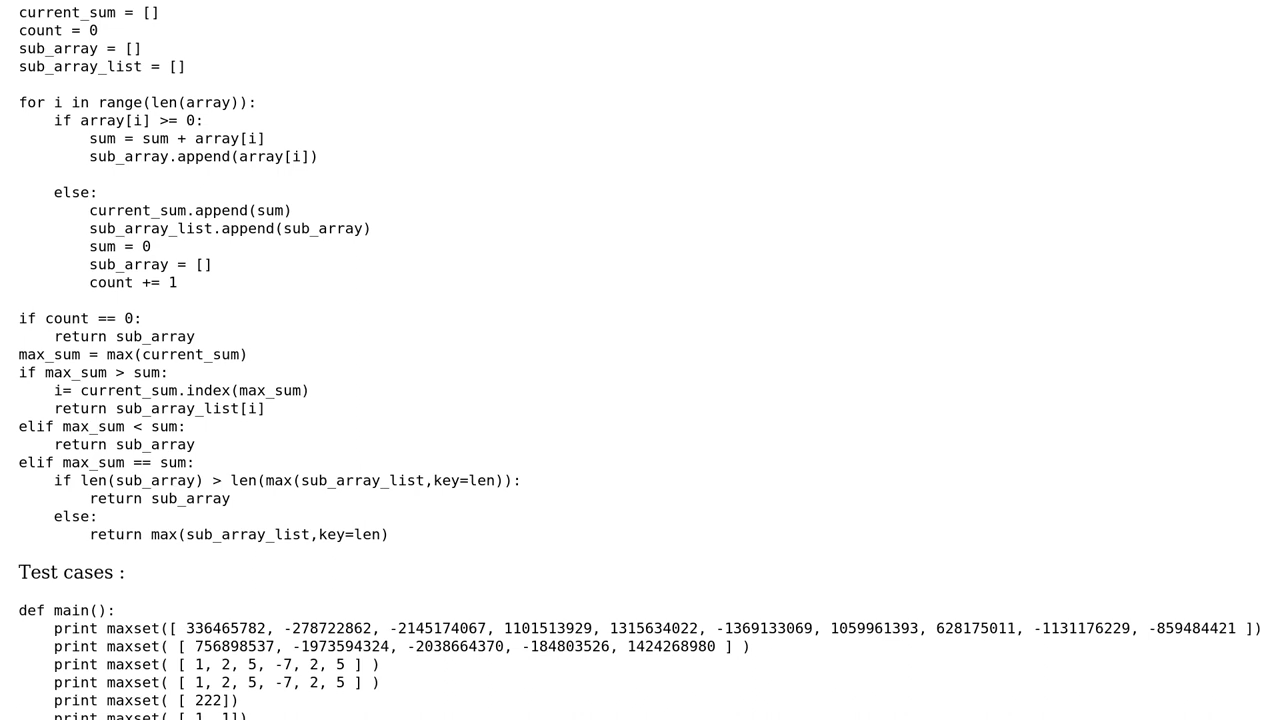 current_sum = []
count = 0
sub_array = []
sub_array_list = []

for i in range(len(array)):
    if array[i] >= 0:
        sum = sum + array[i]
        sub_array.append(array[i])

    else:
        current_sum.append(sum)
        sub_array_list.append(sub_array)
        sum = 0
        sub_array = []
        count += 1

if count == 0:
    return sub_array
max_sum = max(current_sum)
if max_sum > sum:
    i= current_sum.index(max_sum)
    return sub_array_list[i]
elif max_sum < sum:
    return sub_array
elif max_sum == sum:
    if len(sub_array) > len(max(sub_array_list,key=len)):
        return sub_array
    else:
        return max(sub_array_list,key=len)

Test cases :

def main():
    print maxset([ 336465782, -278722862, -2145174067, 1101513929, 1315634022, -1369133069, 1059961393, 628175011, -1131176229, -859484421 ])
    print maxset( [ 756898537, -1973594324, -2038664370, -184803526, 1424268980 ] )
    print maxset( [ 1, 2, 5, -7, 2, 5 ] )
    print maxset( [ 1, 2, 5, -7, 2, 5 ] )
    print maxset( [ 222])
    print maxset( [ 1, 1])